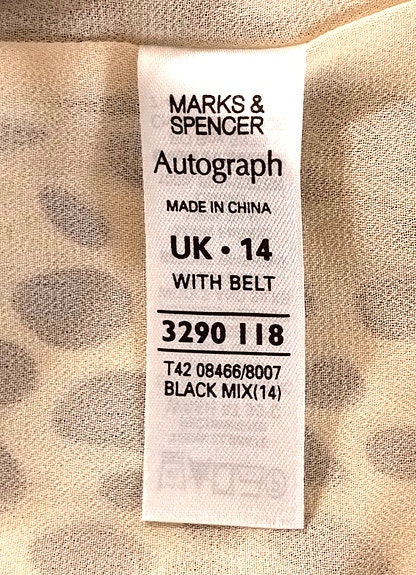 MARKS &
SPENCER
Autograph
MADE IN CHINA
UK • 14
WITH BELT
3290 118
T42 08466/8007
BLACK MIX(14)